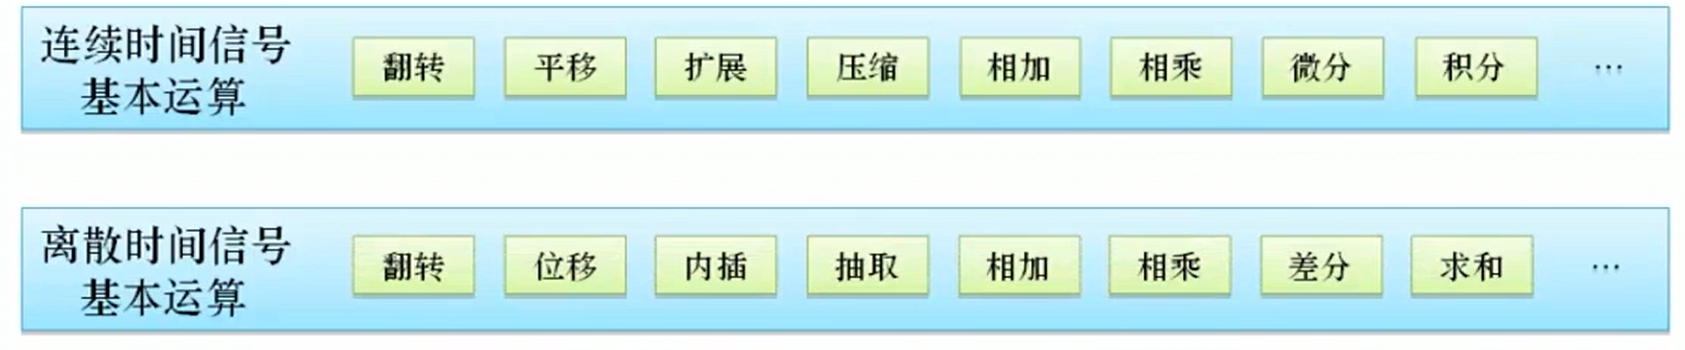 连续时间信号
基本运算
翻转 平移 扩展 压缩 相加 相乘 微分 积分 …
离散时间信号
基本运算
翻转 位移 内插 抽取 相加 相乘 差分 求和 …